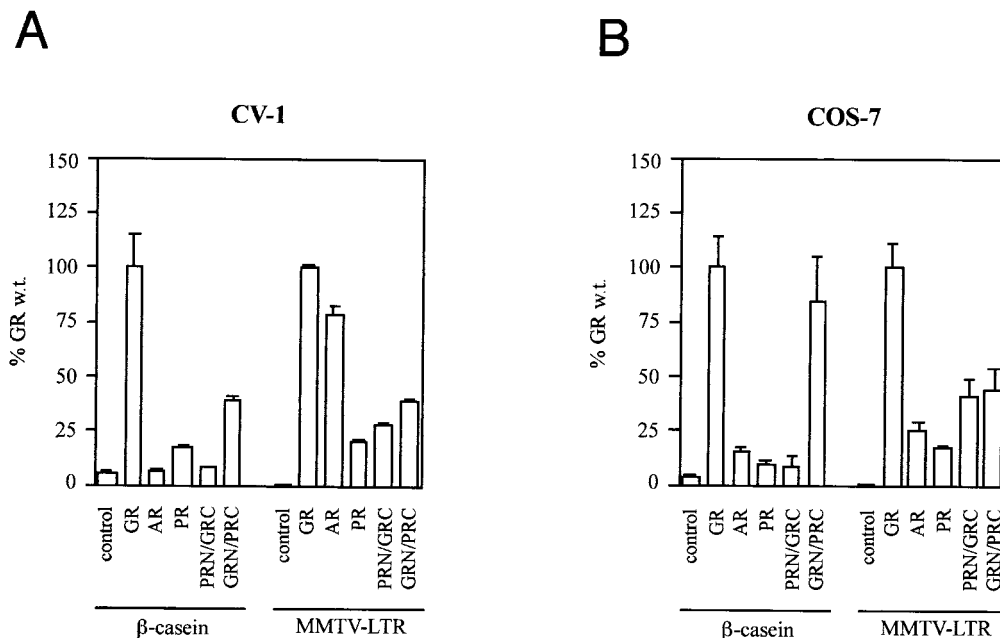 A
CV-1
% GR w.t.
150
125
100
75
50
25
0
control
GR
AR
PR
PRN/GRC
GRN/PRC
control
GR
AR
PR
PRN/GRC
GRN/PRC
β-casein
MMTV-LTR
B
COS-7
% GR w.t.
150
125
100
75
50
25
0
control
GR
AR
PR
PRN/GRC
GRN/PRC
control
GR
AR
PR
PRN/GRC
GRN/PRC
β-casein
MMTV-LTR